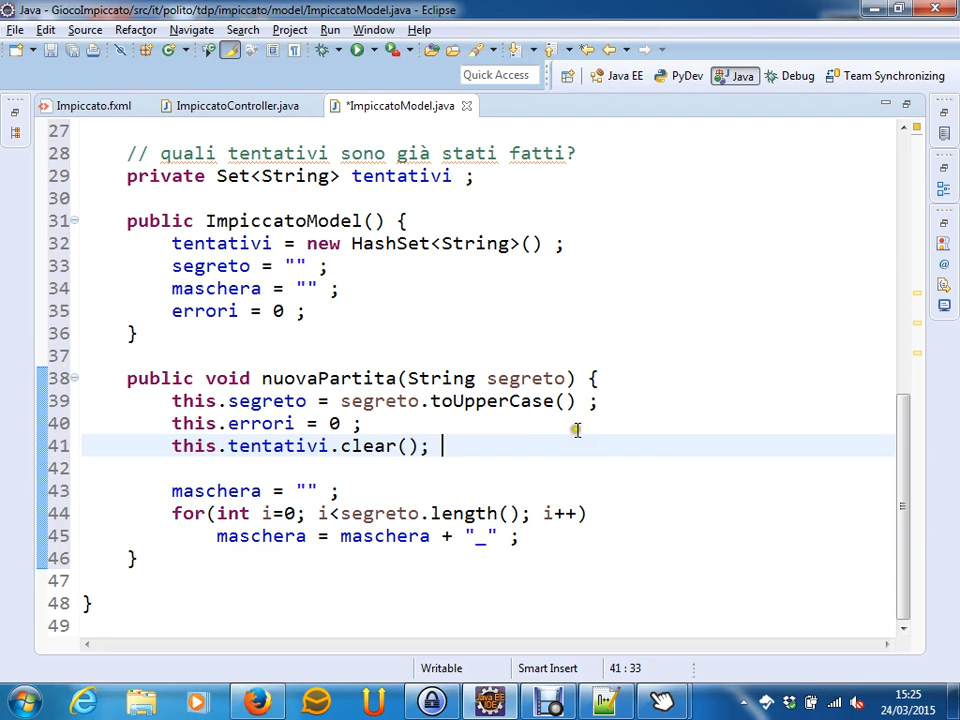 Java - GiocoImpiccato/src/it/polito/tdp/impiccato/model/ImpiccatoModel.java - Eclipse
File Edit Source Refactor Navigate Search Project Run Window Help
Quick Access Java EE PyDev Java Debug Team Synchronizing
Impiccato.fxml ImpiccatoController.java *ImpiccatoModel.java
27
28 // quali tentativi sono già stati fatti?
29 private Set<String> tentativi ;
30
31 public ImpiccatoModel() {
32 tentativi = new HashSet<String>() ;
33 segreto = "" ;
34 maschera = "" ;
35 errori = 0 ;
36 }
37
38 public void nuovaPartita(String segreto) {
39 this.segreto = segreto.toUpperCase() ;
40 this.errori = 0 ;
41 this.tentativi.clear();
42
43 maschera = "" ;
44 for(int i=0; i<segreto.length(); i++)
45 maschera = maschera + "_" ;
46 }
47
48 }
49
Writable Smart Insert 41 : 33
Java EE
IDE
15:25
24/03/2015